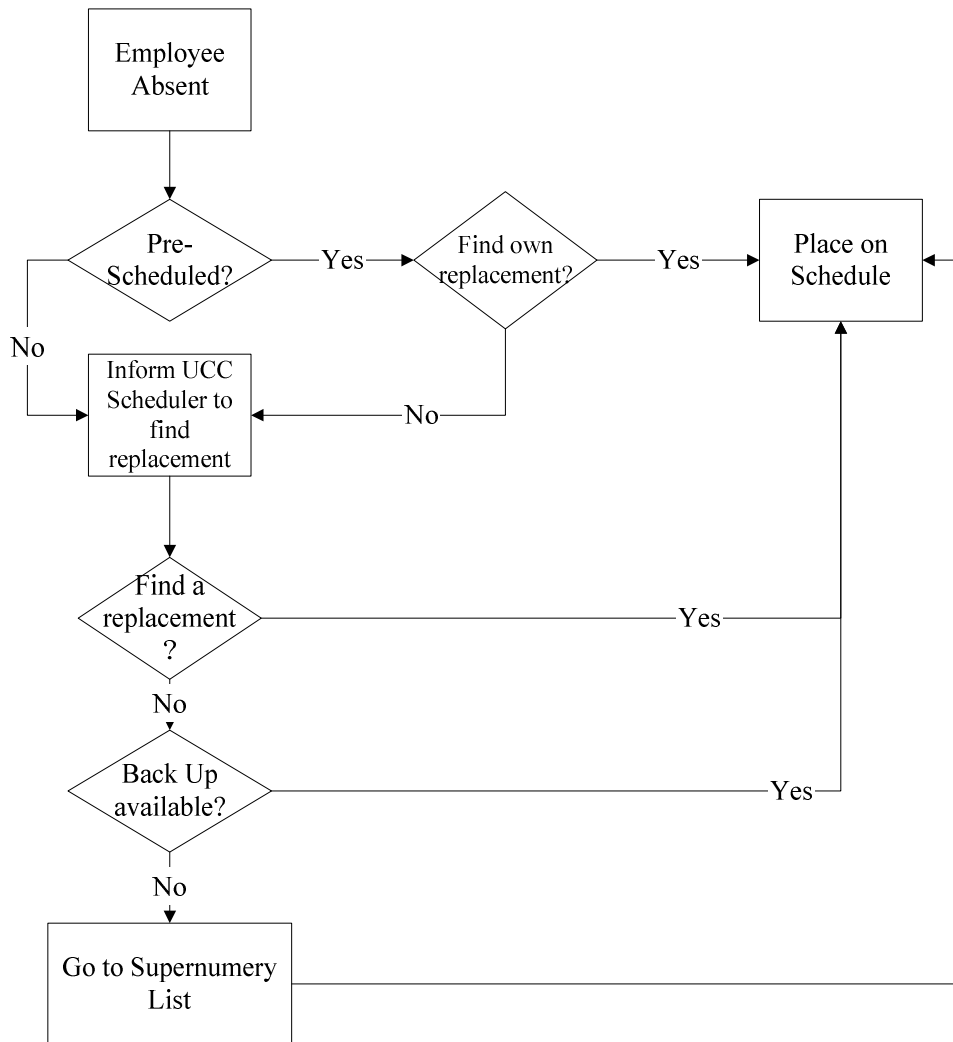 Employee
Absent
Pre-
Scheduled?
Yes
Find own
replacement?
Yes
Place on
Schedule
No
Inform UCC
Scheduler to
find
replacement
No
Find a
replacement
?
Yes
No
Back Up
available?
Yes
No
Go to Supernumery
List